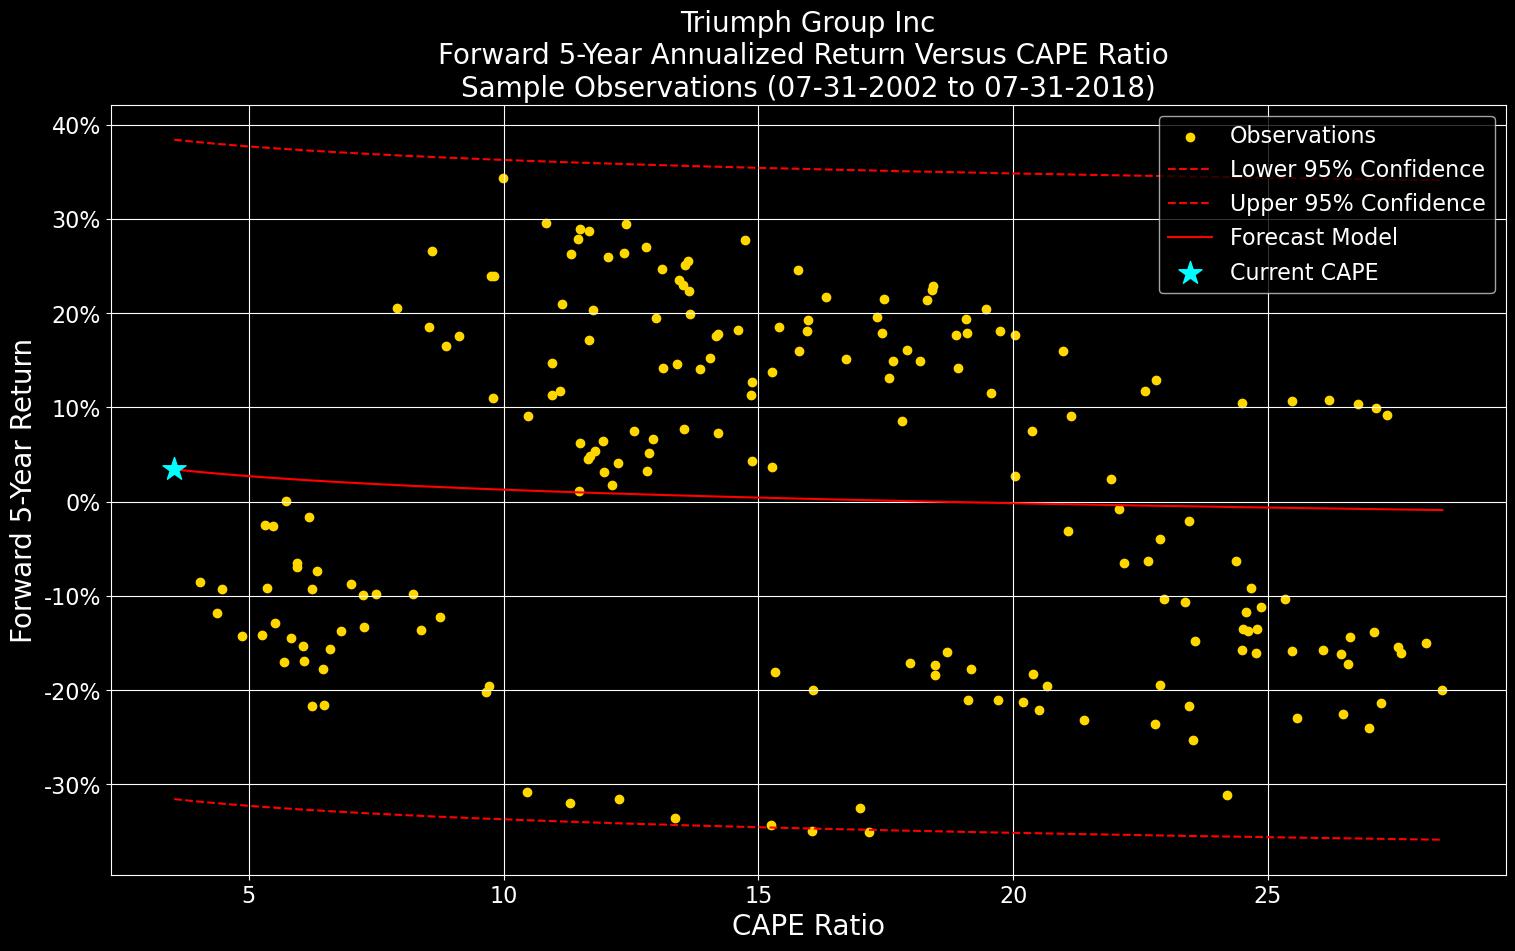 Triumph Group Inc
Forward 5-Year Annualized Return Versus CAPE Ratio
Sample Observations (07-31-2002 to 07-31-2018)
Observations
Lower 95% Confidence
Upper 95% Confidence
Forecast Model
Current CAPE
Forward 5-Year Return
40%
30%
20%
10%
0%
-10%
-20%
-30%
5
10
15
20
25
CAPE Ratio